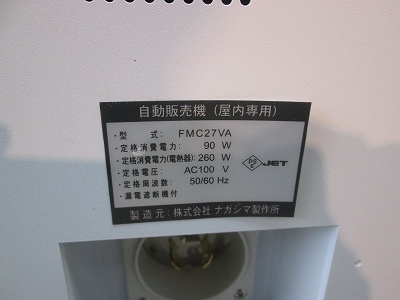 自動販売機（屋内専用）
・型式：FMC27VA
・定格消費電力：90 W
・定格消費電力(電熱器)：260 W
・定格電圧：AC100 V
・定格周波数：50/60 Hz
・漏電遮断機付
PS E JET
製造元：株式会社 ナガシマ製作所